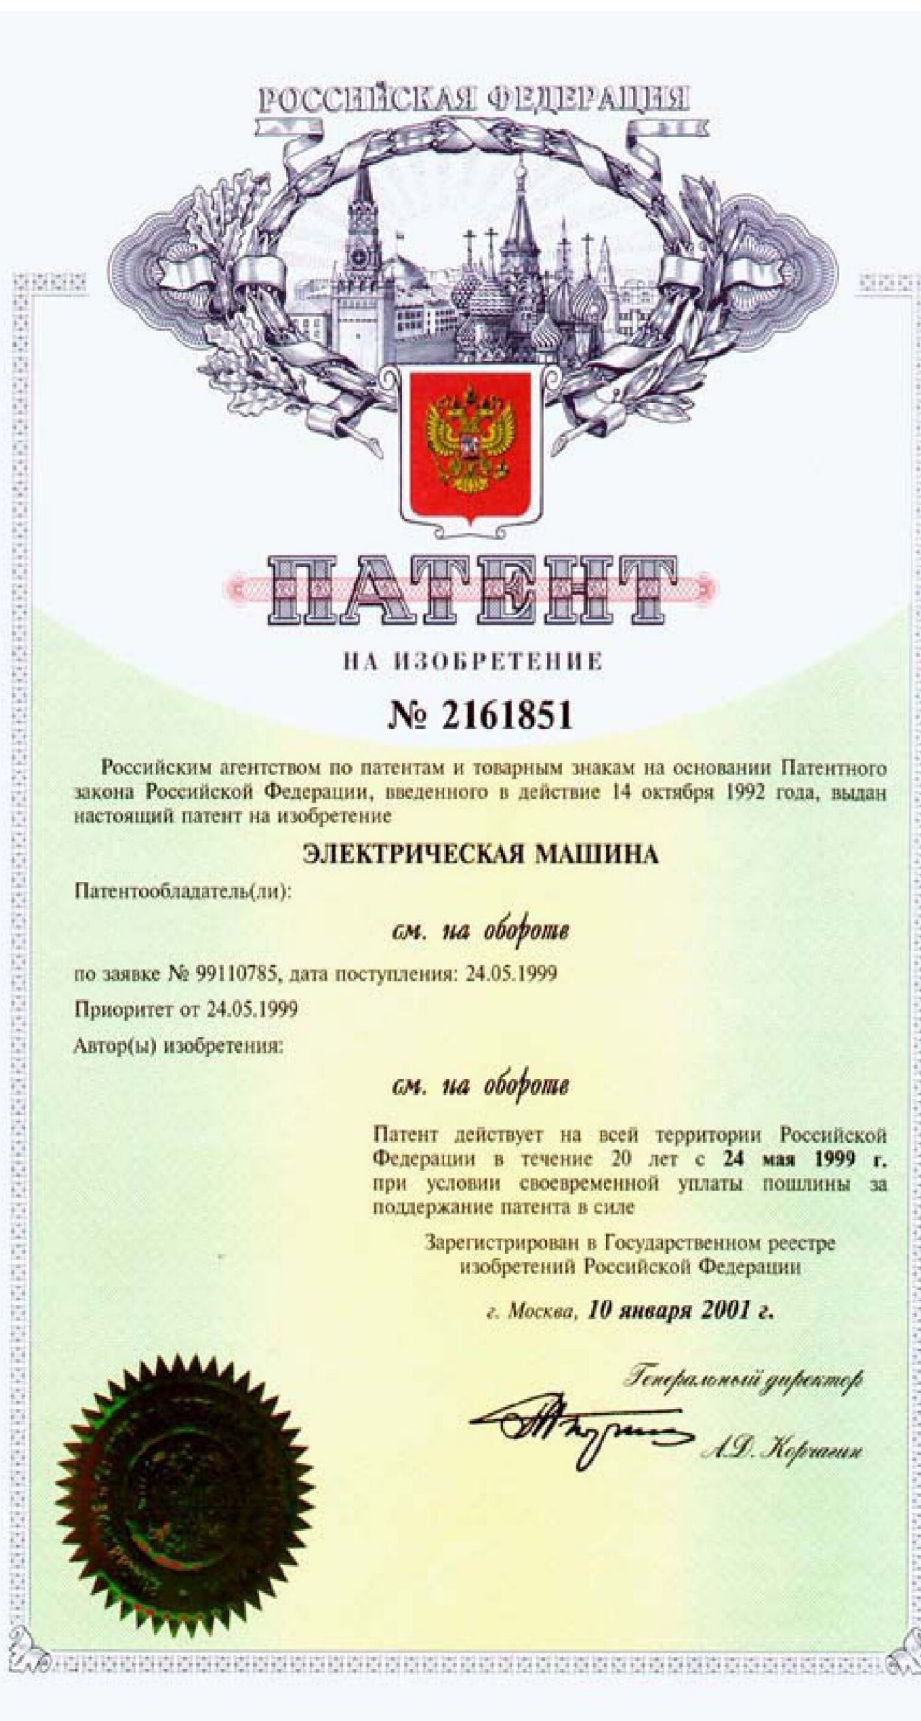 РОССИЙСКАЯ ФЕДЕРАЦИЯ
ПАТЕНТ
НА ИЗОБРЕТЕНИЕ
№ 2161851
Российским агентством по патентам и товарным знакам на основании Патентного
закона Российской Федерации, введенного в действие 14 октября 1992 года, выдан
настоящий патент на изобретение
ЭЛЕКТРИЧЕСКАЯ МАШИНА
Патентообладатель(ли):
см. на обороте
по заявке № 99110785, дата поступления: 24.05.1999
Приоритет от 24.05.1999
Автор(ы) изобретения:
см. на обороте
Патент действует на всей территории Российской
Федерации в течение 20 лет с 24 мая 1999 г.
при условии своевременной уплаты пошлины за
поддержание патента в силе
Зарегистрирован в Государственном реестре
изобретений Российской Федерации
г. Москва, 10 января 2001 г.
Генеральный директор
А.Д. Корчагин